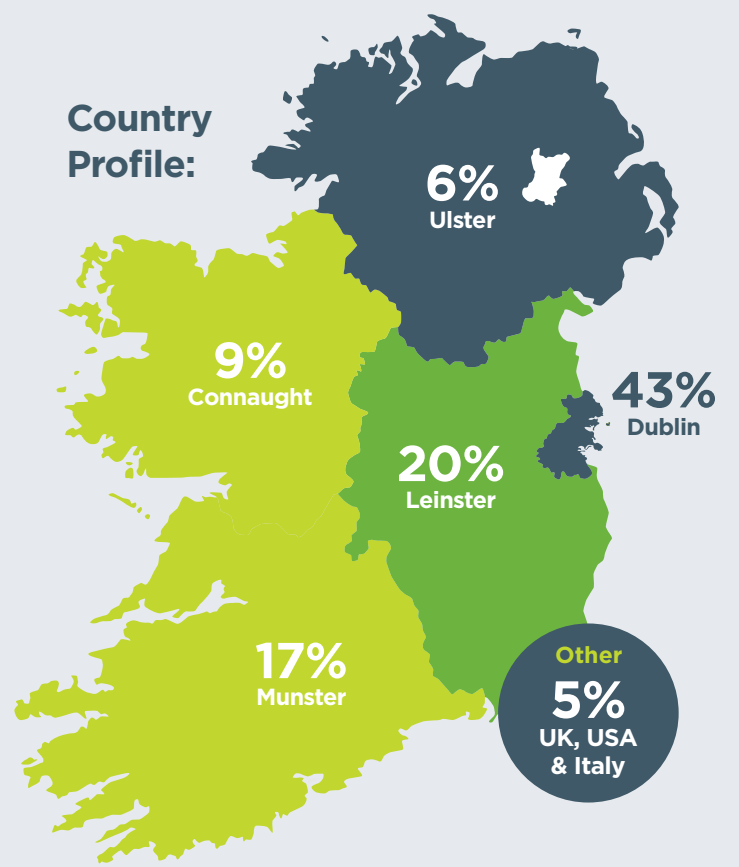 Country
Profile:
6%
Ulster
9%
Connaught
43%
Dublin
20%
Leinster
17%
Munster
Other
5%
UK, USA
& Italy